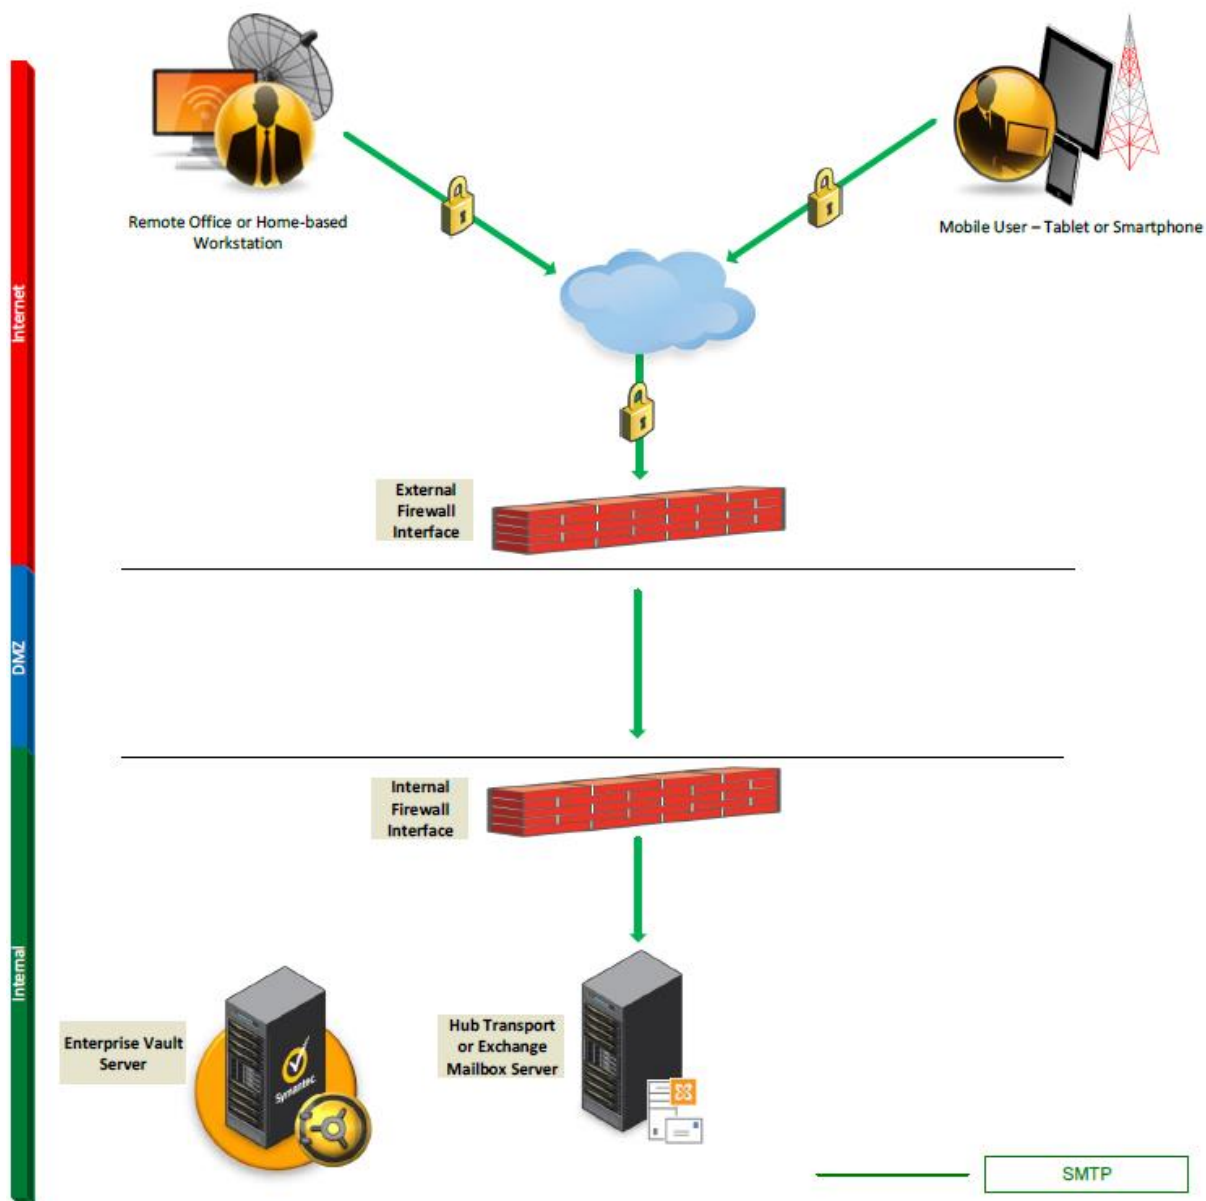 Remote Office or Home-based
Workstation
Mobile User – Tablet or Smartphone
Internet
External
Firewall
Interface
DMZ
Internal
Firewall
Interface
Internal
Enterprise Vault
Server
Symantec.
Hub Transport
or Exchange
Mailbox Server
SMTP